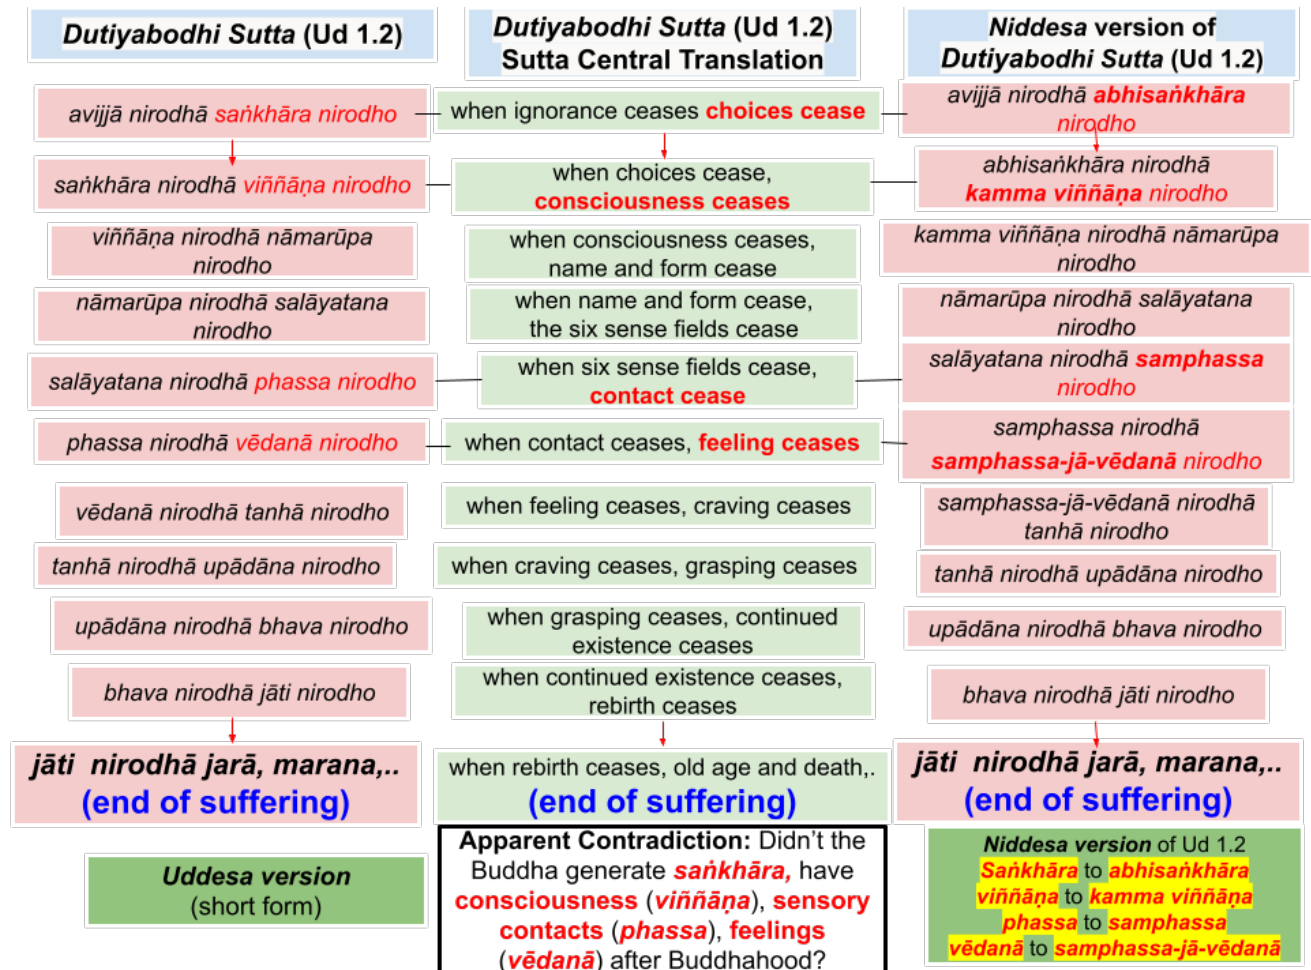 Dutiyabodhi Sutta (Ud 1.2)
avijjā nirodhā saṅkhāra nirodho
saṅkhāra nirodhā viññāṇa nirodho
viññāṇa nirodhā nāmarūpa
nirodho
nāmarūpa nirodhā salāyatana
nirodho
salāyatana nirodhā phassa nirodho
phassa nirodhā vēdanā nirodho
vēdanā nirodhā tanhā nirodho
tanhā nirodhā upādāna nirodho
upādāna nirodhā bhava nirodho
bhava nirodhā jāti nirodho
jāti nirodhā jarā, marana,..
(end of suffering)
Uddesa version
(short form)
Dutiyabodhi Sutta (Ud 1.2)
Sutta Central Translation
when ignorance ceases choices cease
when choices cease,
consciousness ceases
when consciousness ceases,
name and form cease
when name and form cease,
the six sense fields cease
when six sense fields cease,
contact cease
when contact ceases, feeling ceases
when feeling ceases, craving ceases
when craving ceases, grasping ceases
when grasping ceases, continued
existence ceases
when continued existence ceases,
rebirth ceases
when rebirth ceases, old age and death,.
(end of suffering)
Apparent Contradiction: Didn't the
Buddha generate saṅkhāra, have
consciousness (viññāṇa), sensory
contacts (phassa), feelings
(vēdanā) after Buddhahood?
Niddesa version of
Dutiyabodhi Sutta (Ud 1.2)
avijjā nirodhā abhisaṅkhāra
nirodho
abhisaṅkhāra nirodhā
kamma viññāṇa nirodho
kamma viññāṇa nirodhā nāmarūpa
nirodho
nāmarūpa nirodhā salāyatana
nirodho
salāyatana nirodhā samphassa
nirodho
samphassa nirodhā
samphassa-jā-vēdanā nirodho
samphassa-jā-vēdanā nirodhā
tanhā nirodho
tanhā nirodhā upādāna nirodho
upādāna nirodhā bhava nirodho
bhava nirodhā jāti nirodho
jāti nirodhā jarā, marana,..
(end of suffering)
Niddesa version of Ud 1.2
Saṅkhāra to abhisaṅkhāra
viññāṇa to kamma viññāṇa
phassa to samphassa
vēdanā to samphassa-jā-vēdanā